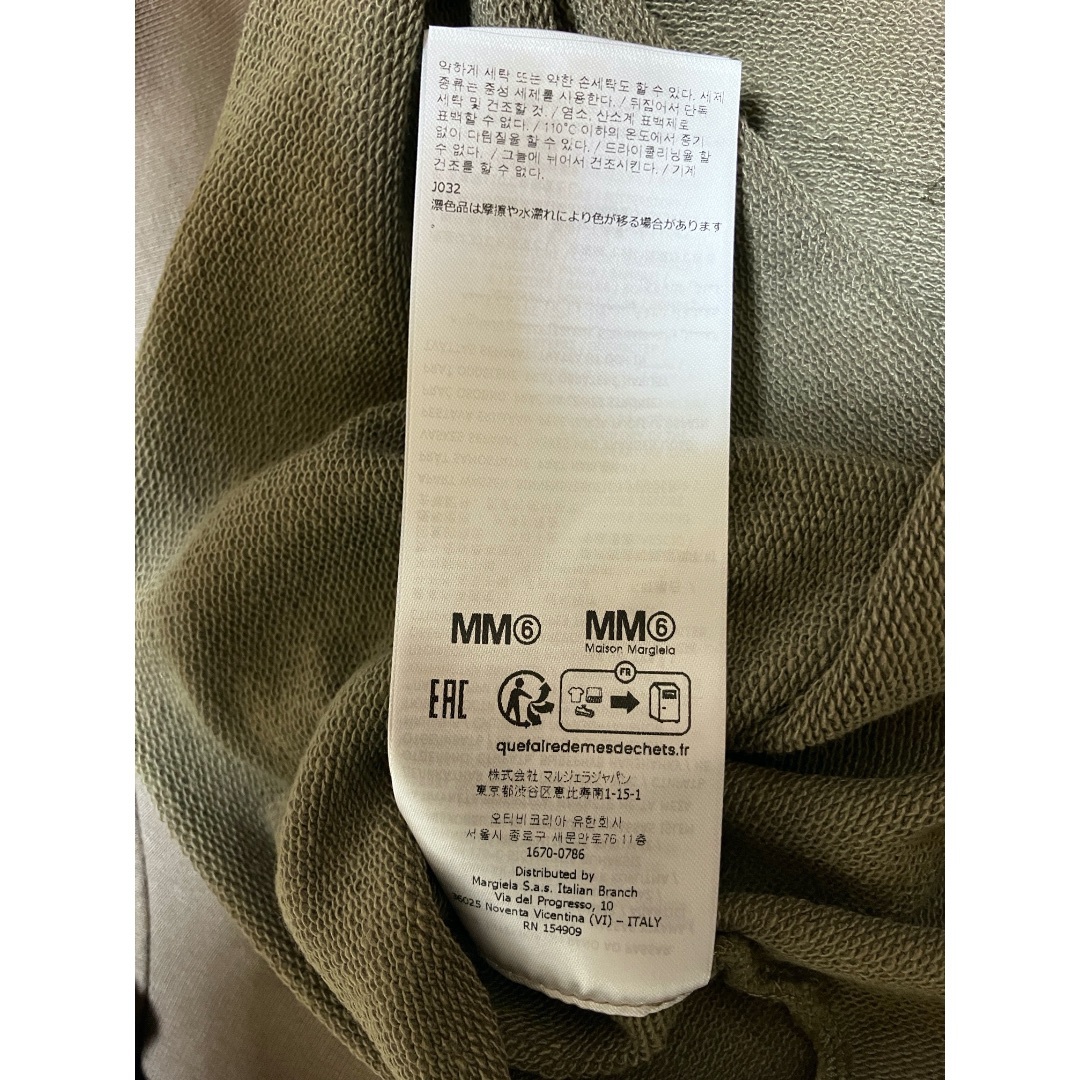 약하게 세탁 또는 약한 손세탁도 할 수 있다. 세제
종류는 중성 세제를 사용한다. / 뒤집어서 단독
세탁 및 건조할 것. / 염소, 산소계 표백제로
표백할 수 없다. / 110°C 이하의 온도에서 증기
없이 다림질을 할 수 있다. / 드라이클리닝을 할
수 없다. / 그늘에 뉘어서 건조시킨다. / 기계
건조를 할 수 없다.
J032
濃色品は摩擦や水濡れにより色が移る場合があります
。
MM⑥ MM⑥
Maison Margiela
EAC FR
quefairedemesdechets.fr
株式会社 マルジェラジャパン
東京都渋谷区恵比寿南1-15-1
오티비코리아 유한회사
서울시 종로구 새문안로76 11층
1670-0786
Distributed by
Margiela S.a.s. Italian Branch
Via del Progresso, 10
36025 Noventa Vicentina (VI) – ITALY
RN 154909